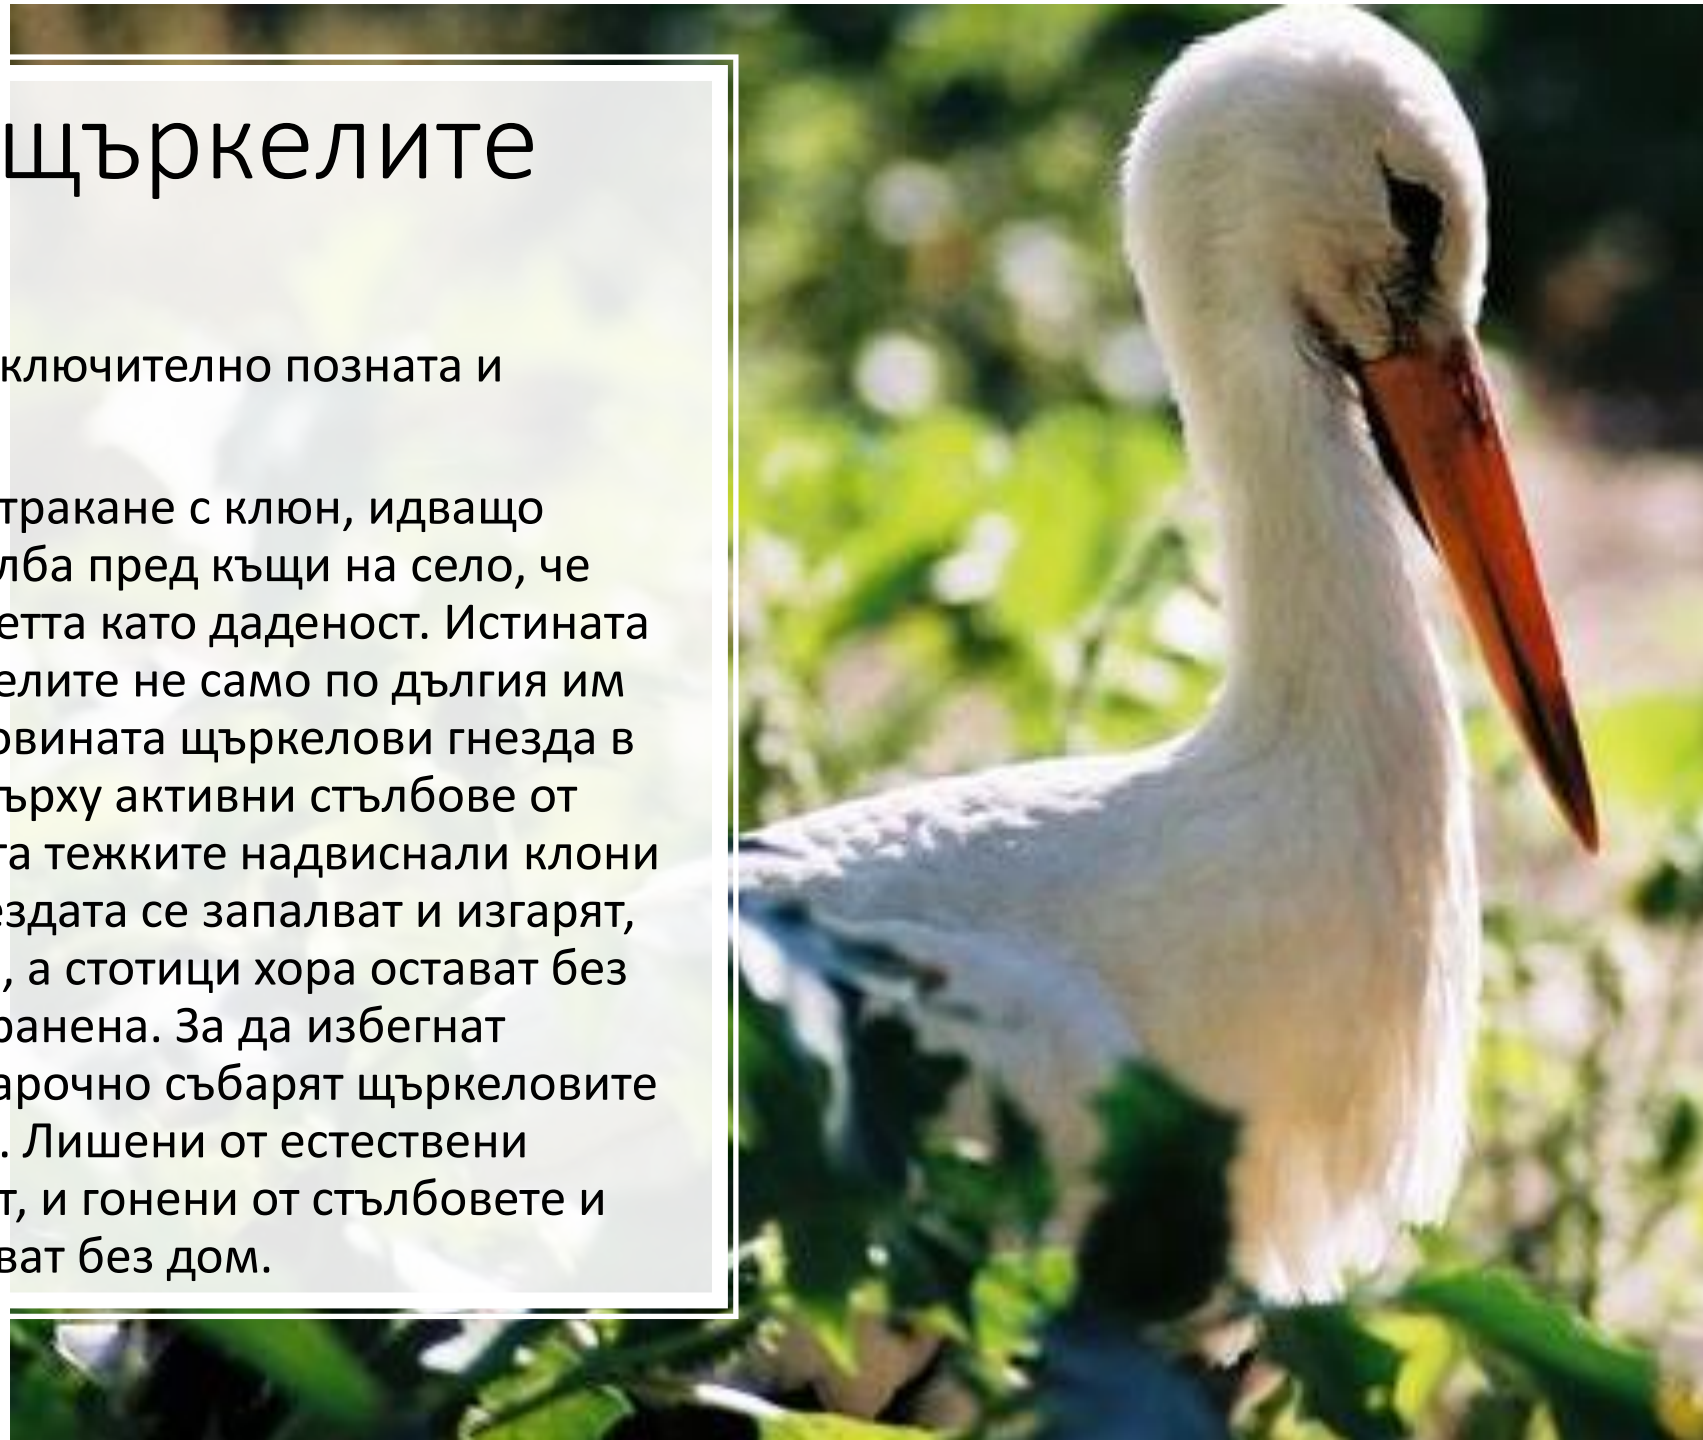 щъркелите
ключително позната и
тракане с клюн, идващо
лба пред къщи на село, че
етта като даденост. Истината
елите не само по дългия им
овината щъркелови гнезда в
ърху активни стълбове от
та тежките надвиснали клони
ездата се запалват и изгарят,
, а стотици хора остават без
ранена. За да избегнат
арочно събарят щъркеловите
. Лишени от естествени
т, и гонени от стълбовете и
ват без дом.